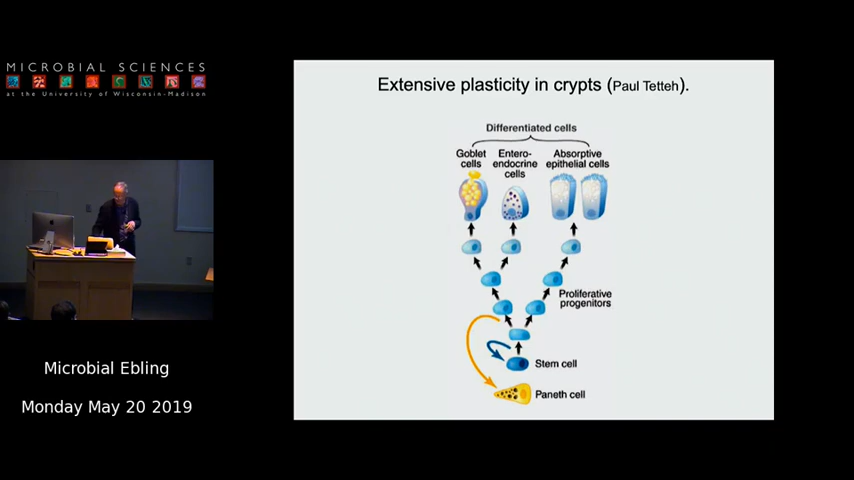 MICROBIAL SCIENCES
at the University of Wisconsin-Madison
Microbial Ebling
Monday May 20 2019
Extensive plasticity in crypts (Paul Tetteh).
Differentiated cells
Goblet
cells
Entero-
endocrine
cells
Absorptive
epithelial cells
Proliferative
progenitors
Stem cell
Paneth cell